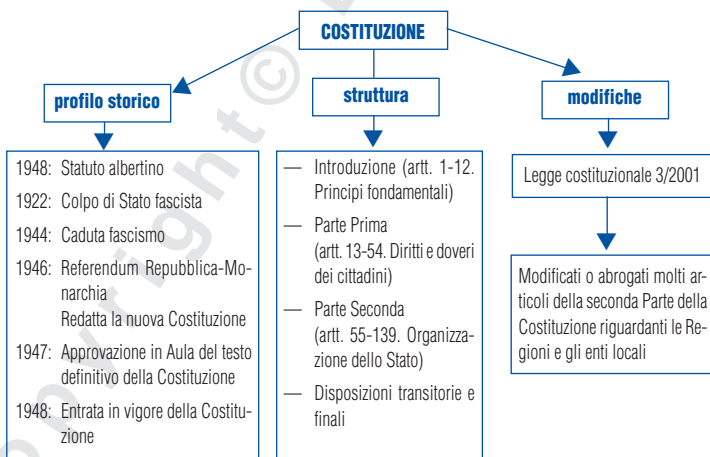 COSTITUZIONE
profilo storico
struttura
modifiche
1948: Statuto albertino
1922: Colpo di Stato fascista
1944: Caduta fascismo
1946: Referendum Repubblica-Mo-
narchia
Redatta la nuova Costituzione
1947: Approvazione in Aula del testo
definitivo della Costituzione
1948: Entrata in vigore della Costitu-
zione
— Introduzione (artt. 1-12.
Principi fondamentali)
— Parte Prima
(artt. 13-54. Diritti e doveri
dei cittadini)
— Parte Seconda
(artt. 55-139. Organizza-
zione dello Stato)
— Disposizioni transitorie e
finali
Legge costituzionale 3/2001
Modificati o abrogati molti ar-
ticoli della seconda Parte della
Costituzione riguardanti le Re-
gioni e gli enti locali
Copyright ©